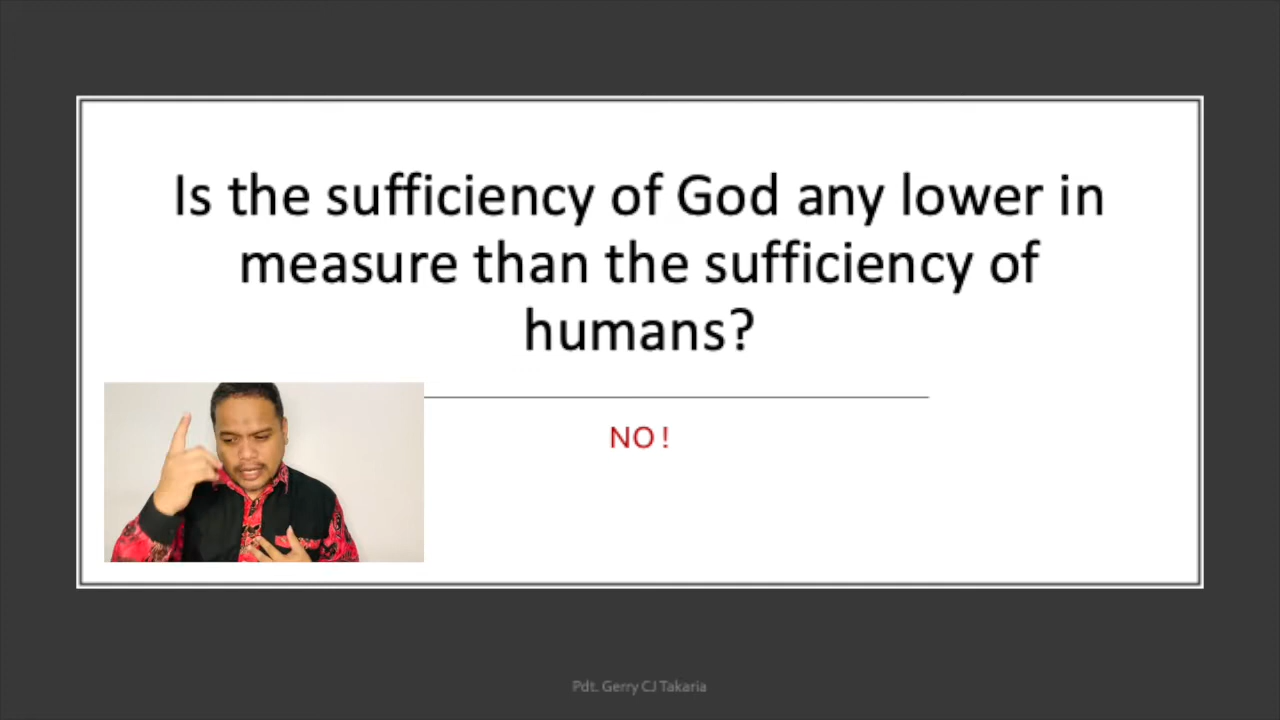 Is the sufficiency of God any lower in
measure than the sufficiency of
humans?
NO !
Pdt. Gerry CJ Takaria